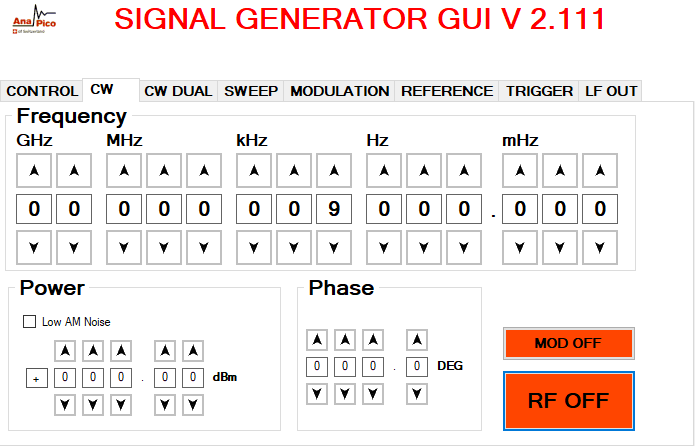 AnaPico
of Switzerland
SIGNAL GENERATOR GUI V 2.111
CONTROL CW CW DUAL SWEEP MODULATION REFERENCE TRIGGER LF OUT
Frequency
GHz MHz kHz Hz mHz
0 0 0 0 0 0 0 9 0 0 0 . 0 0 0
Power Phase
Low AM Noise
MOD OFF
+ 0 0 0 . 0 0 dBm 0 0 0 . 0 DEG
RF OFF